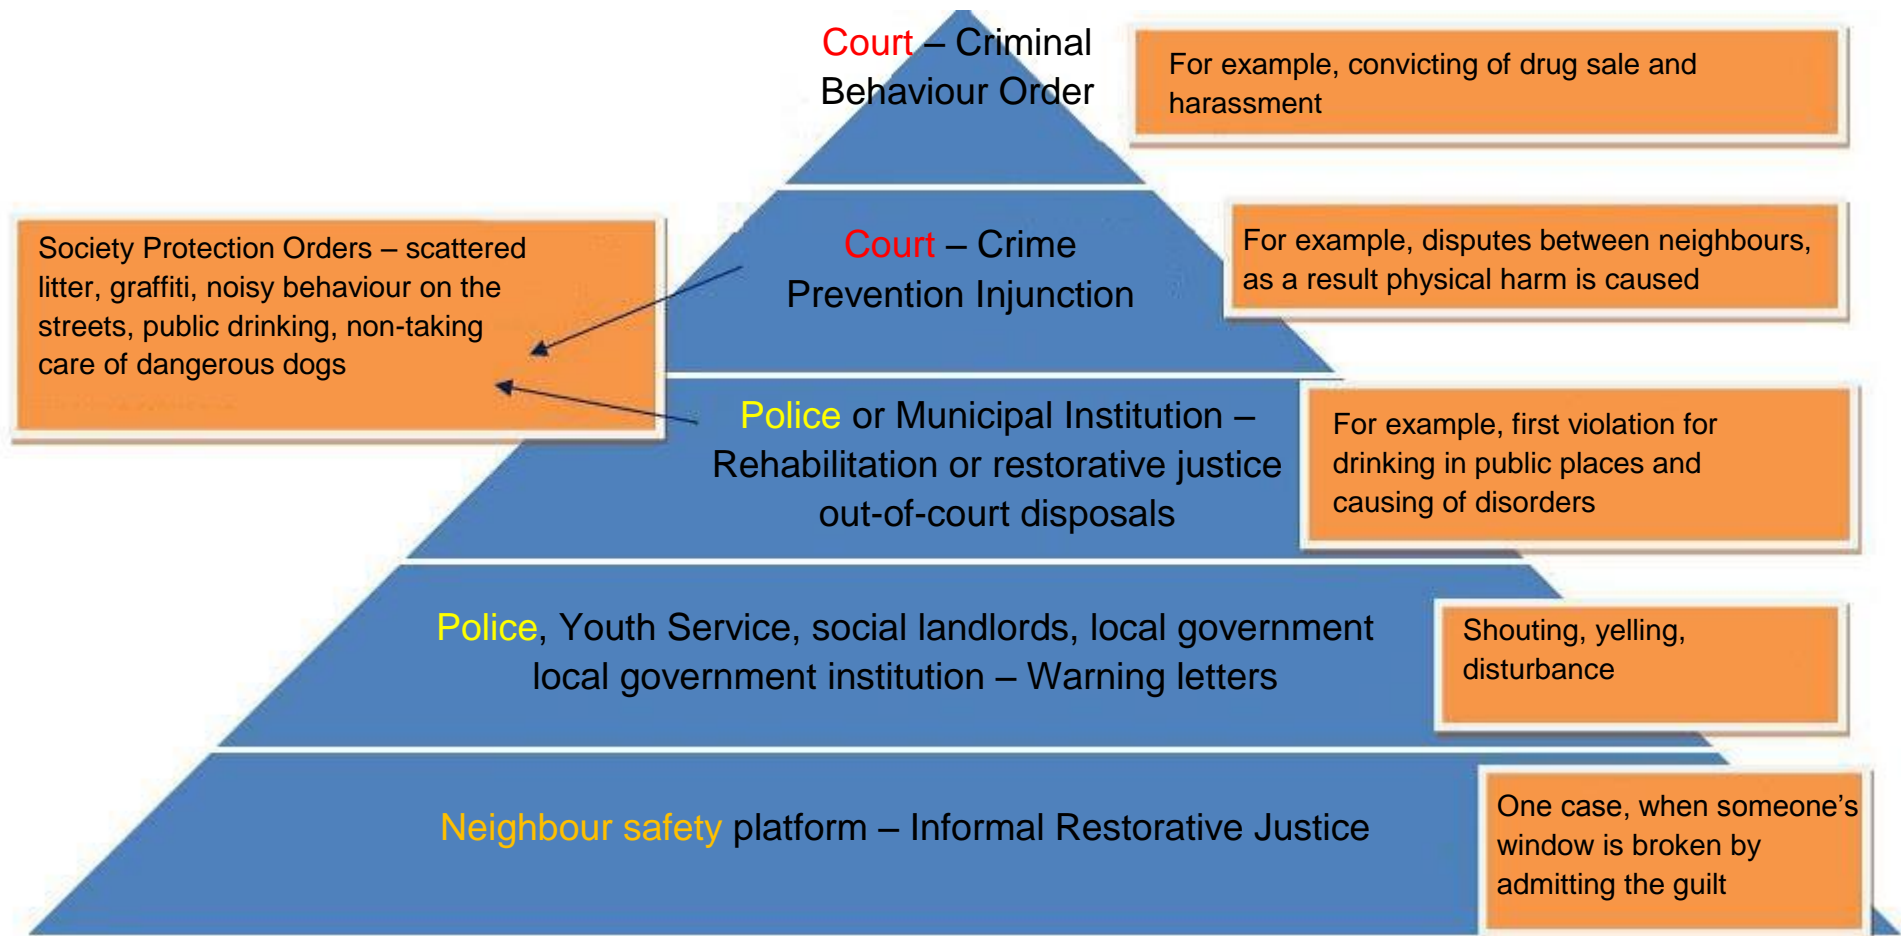 Court – Criminal
Behaviour Order
For example, convicting of drug sale and
harassment
Society Protection Orders – scattered
litter, graffiti, noisy behaviour on the
streets, public drinking, non-taking
care of dangerous dogs
Court – Crime
Prevention Injunction
For example, disputes between neighbours,
as a result physical harm is caused
Police or Municipal Institution –
Rehabilitation or restorative justice
out-of-court disposals
For example, first violation for
drinking in public places and
causing of disorders
Police, Youth Service, social landlords, local government
local government institution – Warning letters
Shouting, yelling,
disturbance
Neighbour safety platform – Informal Restorative Justice
One case, when someone’s
window is broken by
admitting the guilt